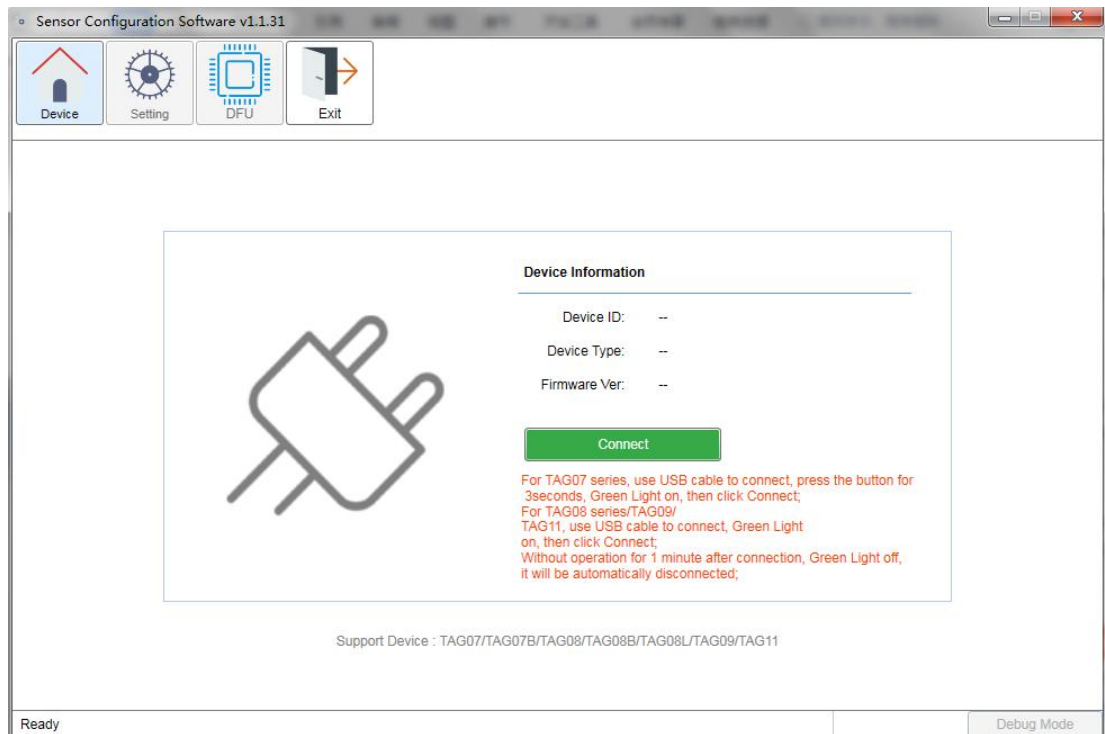 Sensor Configuration Software v1.1.31
Device
Setting
DFU
Exit
Device Information
Device ID: --
Device Type: --
Firmware Ver: --
Connect
For TAG07 series, use USB cable to connect, press the button for
3seconds, Green Light on, then click Connect;
For TAG08 series/TAG09/
TAG11, use USB cable to connect, Green Light
on, then click Connect;
Without operation for 1 minute after connection, Green Light off,
it will be automatically disconnected;
Support Device : TAG07/TAG07B/TAG08/TAG08B/TAG08L/TAG09/TAG11
Ready
Debug Mode